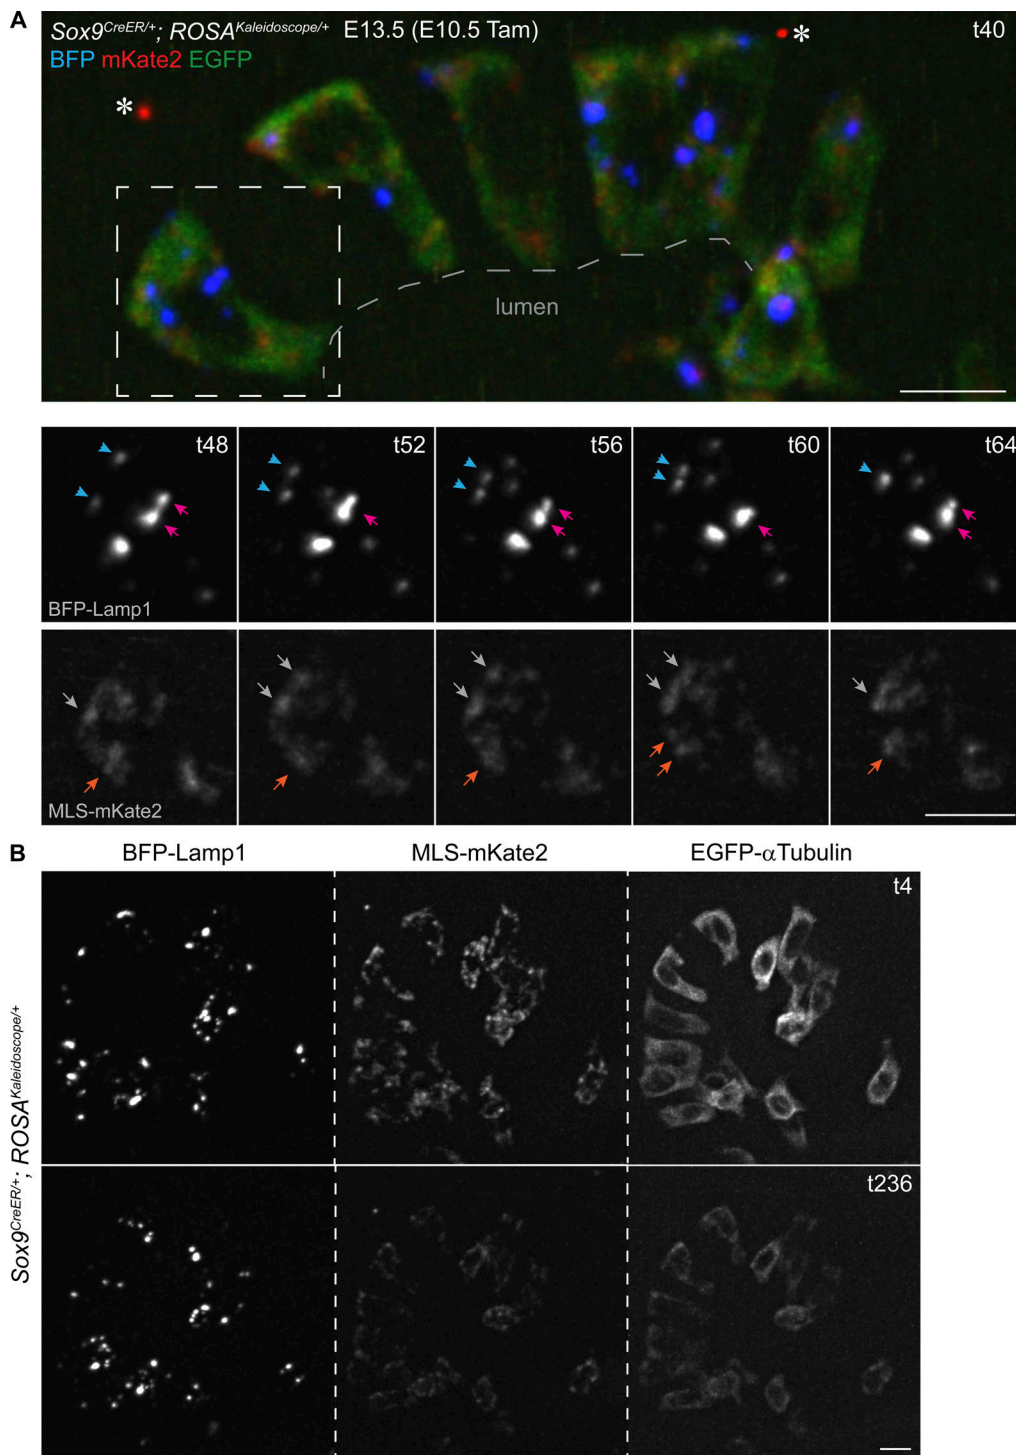 A
Sox9CreER/+; ROSAKaleidoscope/+ E13.5 (E10.5 Tam) t40
BFP mKate2 EGFP
*
*
lumen
t48 t52 t56 t60 t64
BFP-Lamp1
MLS-mKate2
B
BFP-Lamp1 MLS-mKate2 EGFP-αTubulin
t4
Sox9CreER/+; ROSAKaleidoscope/+
t236